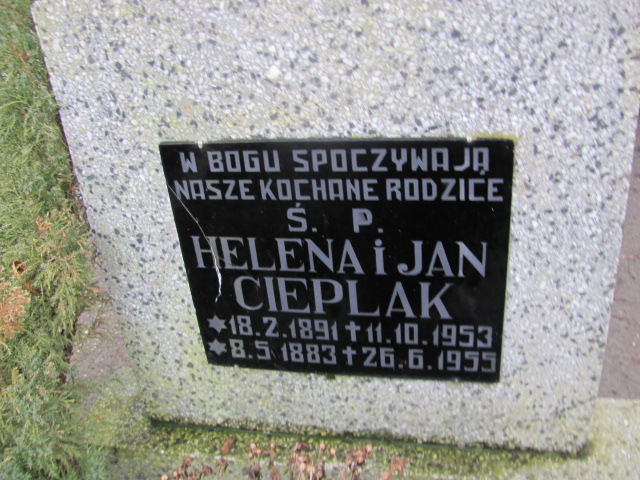 W BOGU SPOCZYWAJĄ
NASZE KOCHANE RODZICE
Ś. P.
HELENA i JAN
CIEPLAK
*18.2.1891 †11.10.1953
*8.5 1883 †26.6.1955